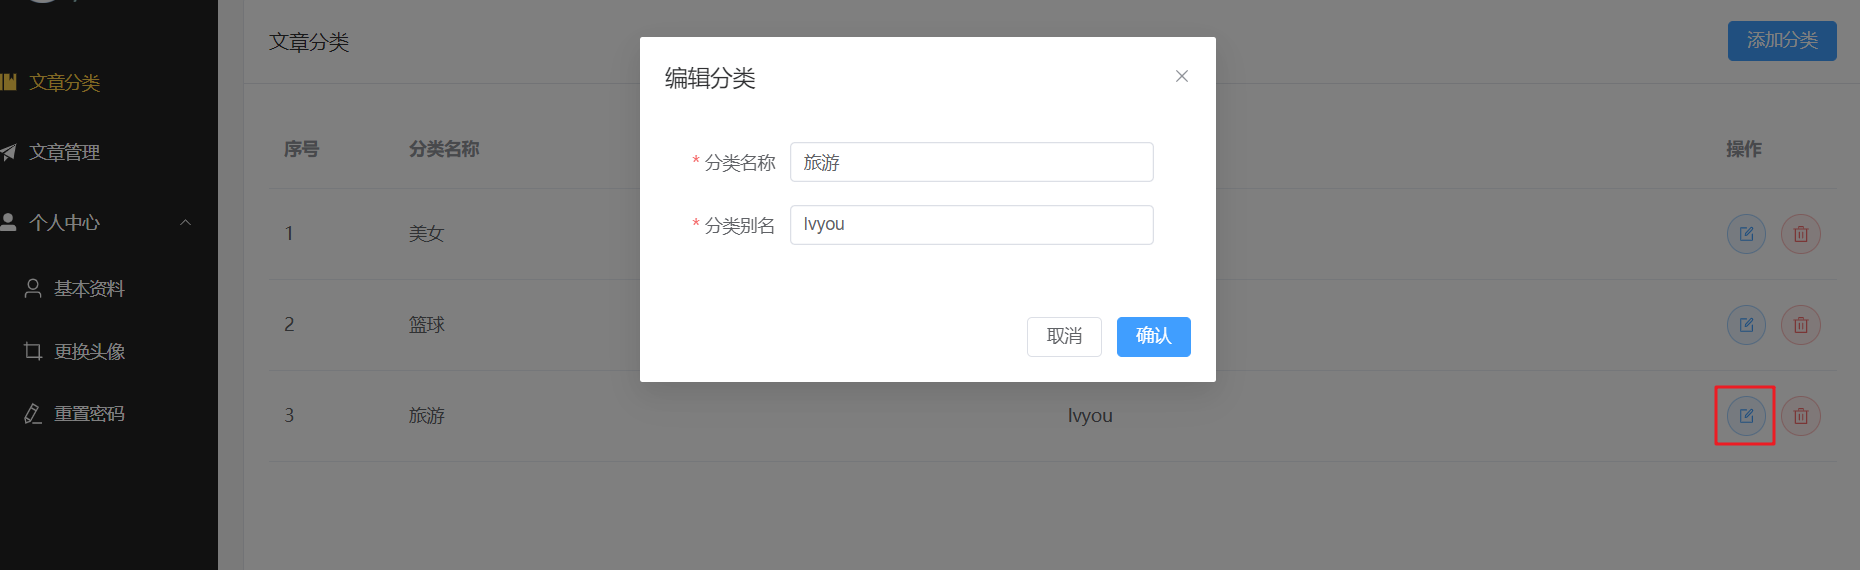 文章分类
文章管理
个人中心
基本资料
更换头像
重置密码
文章分类
添加分类
序号 分类名称 操作
1 美女
2 篮球
3 旅游 lvyou
编辑分类
* 分类名称 旅游
* 分类别名 lvyou
取消 确认